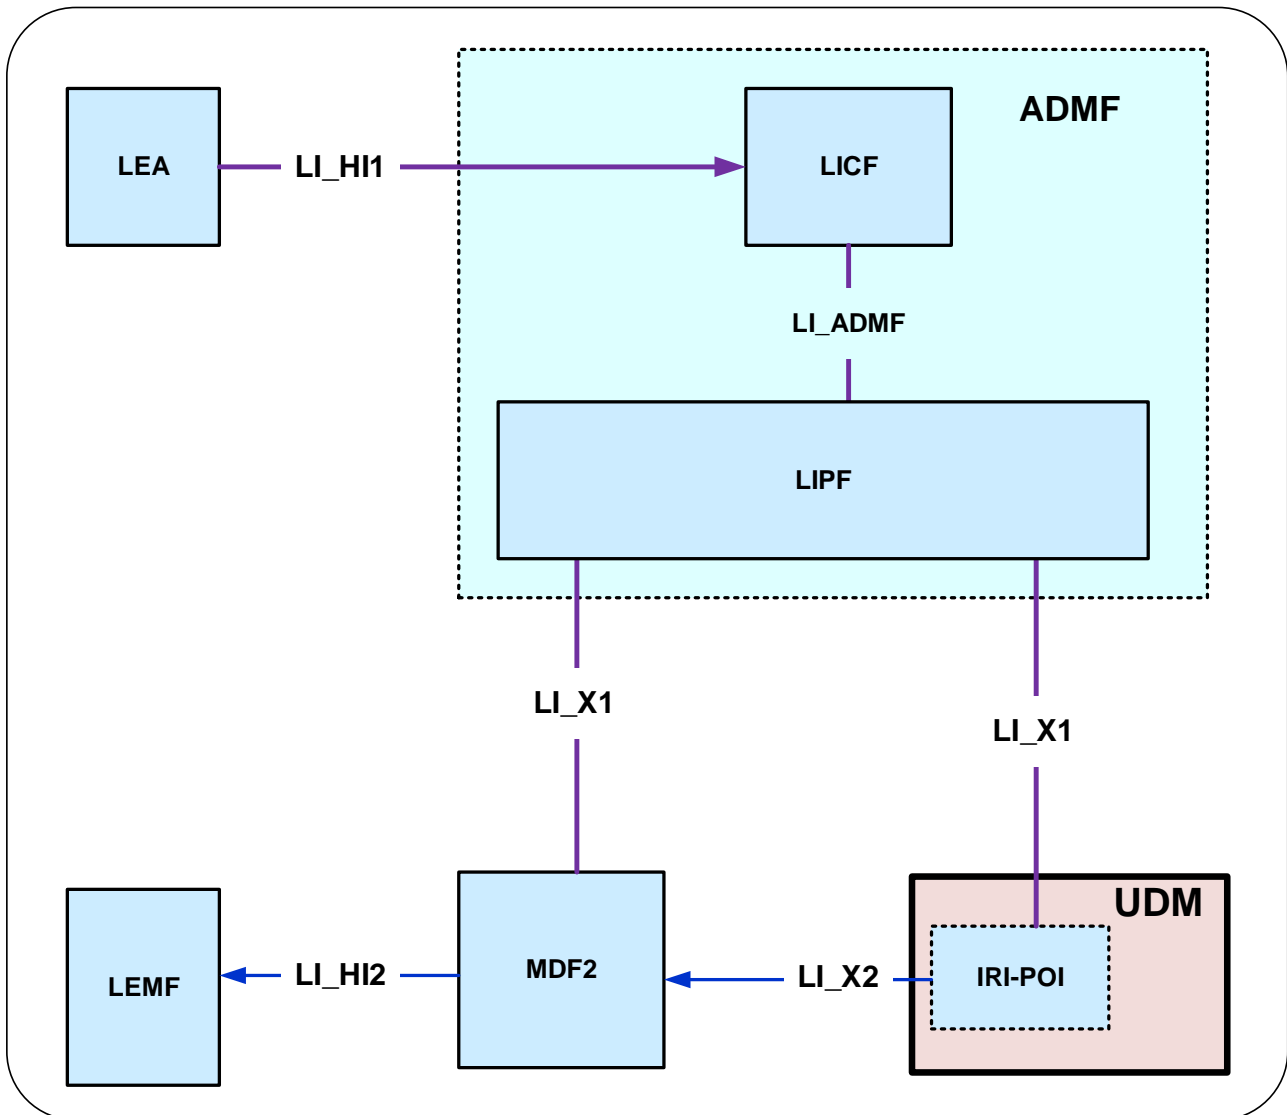 ADMF
LEA
LI_HI1
LICF
LI_ADMF
LIPF
LI_X1
LI_X1
UDM
LEMF
LI_HI2
MDF2
LI_X2
IRI-POI